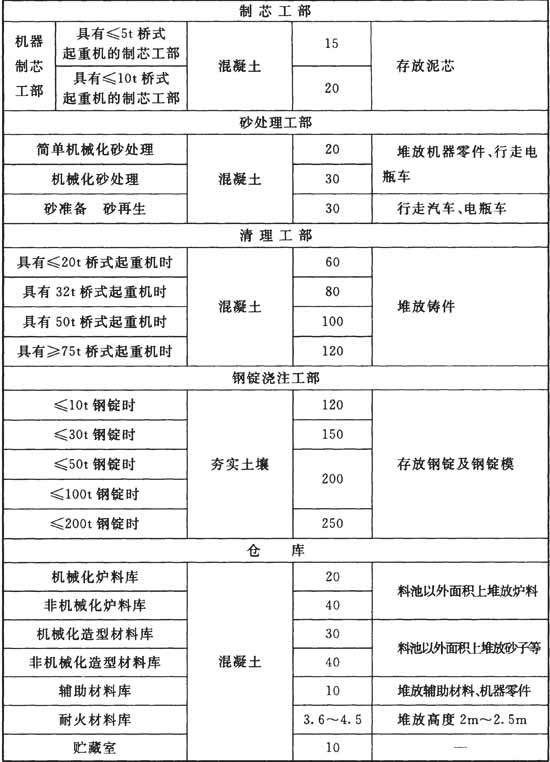 制芯工部
机器
制芯
工部
具有≤5t桥式
起重机的制芯工部
混凝土
15
存放泥芯
具有≤10t桥式
起重机的制芯工部
20
砂处理工部
简单机械化砂处理
混凝土
20
堆放机器零件、行走电
瓶车
机械化砂处理
30
砂准备 砂再生
30
行走汽车、电瓶车
清理工部
具有≤20t桥式起重机时
混凝土
60
堆放铸件
具有32t桥式起重机时
80
具有50t桥式起重机时
100
具有≥75t桥式起重机时
120
钢锭浇注工部
≤10t钢锭时
夯实土壤
120
存放钢锭及钢锭模
≤30t钢锭时
150
≤50t钢锭时
200
≤100t钢锭时
≤200t钢锭时
250
仓 库
机械化炉料库
混凝土
20
料池以外面积上堆放炉料
非机械化炉料库
40
机械化造型材料库
30
料池以外面积上堆放砂子等
非机械化造型材料库
40
辅助材料库
10
堆放辅助材料、机器零件
耐火材料库
3.6~4.5
堆放高度2m~2.5m
贮藏室
10
—